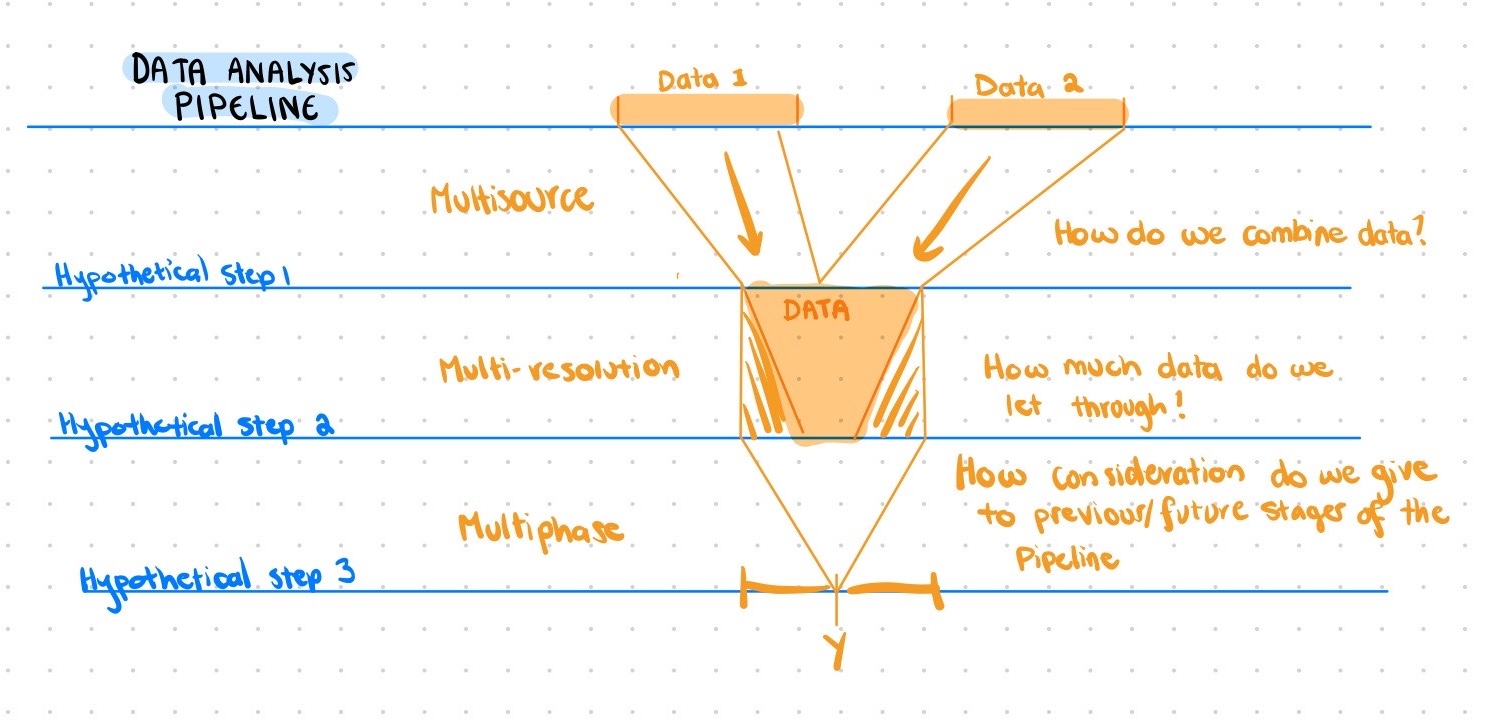 DATA ANALYSIS
PIPELINE
Data 1
Data 2
Multisource
How do we combine data?
Hypothetical step 1
DATA
Multi-resolution
How much data do we
let through?
Hypothetical step 2
How consideration do we give
to previous/future stages of the
Pipeline
Multiphase
Hypothetical step 3
Y